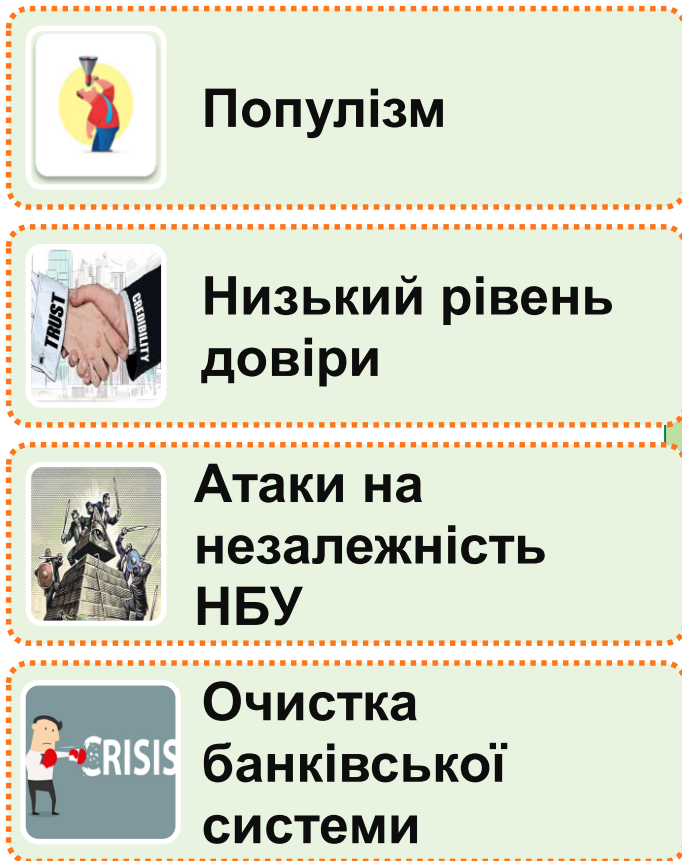 Популізм
TRUST
CREDIBILITY
Низький рівень
довіри
Атаки на
незалежність
НБУ
CRISIS
Очистка
банківської
системи